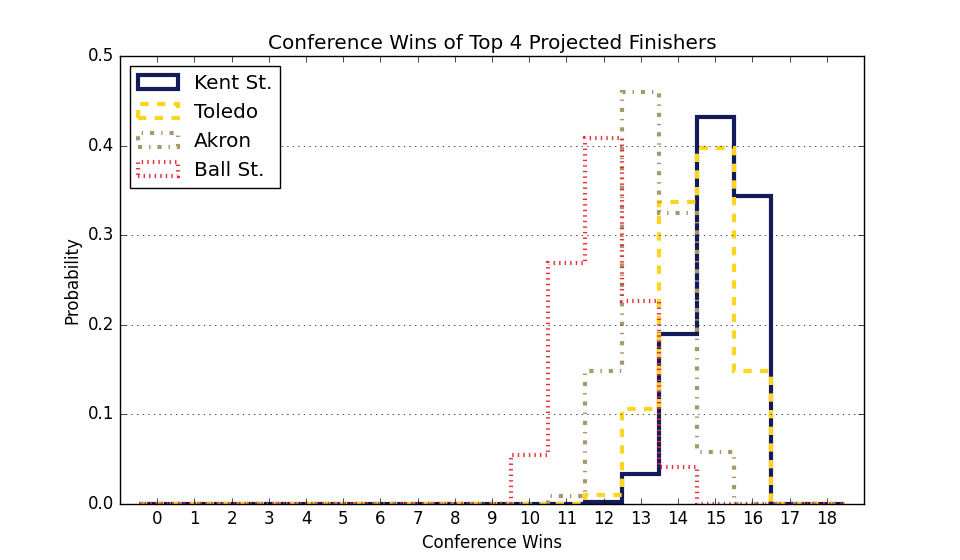 Conference Wins of Top 4 Projected Finishers
Kent St.
Toledo
Akron
Ball St.
Probability
0.5
0.4
0.3
0.2
0.1
0.0
0 1 2 3 4 5 6 7 8 9 10 11 12 13 14 15 16 17 18
Conference Wins